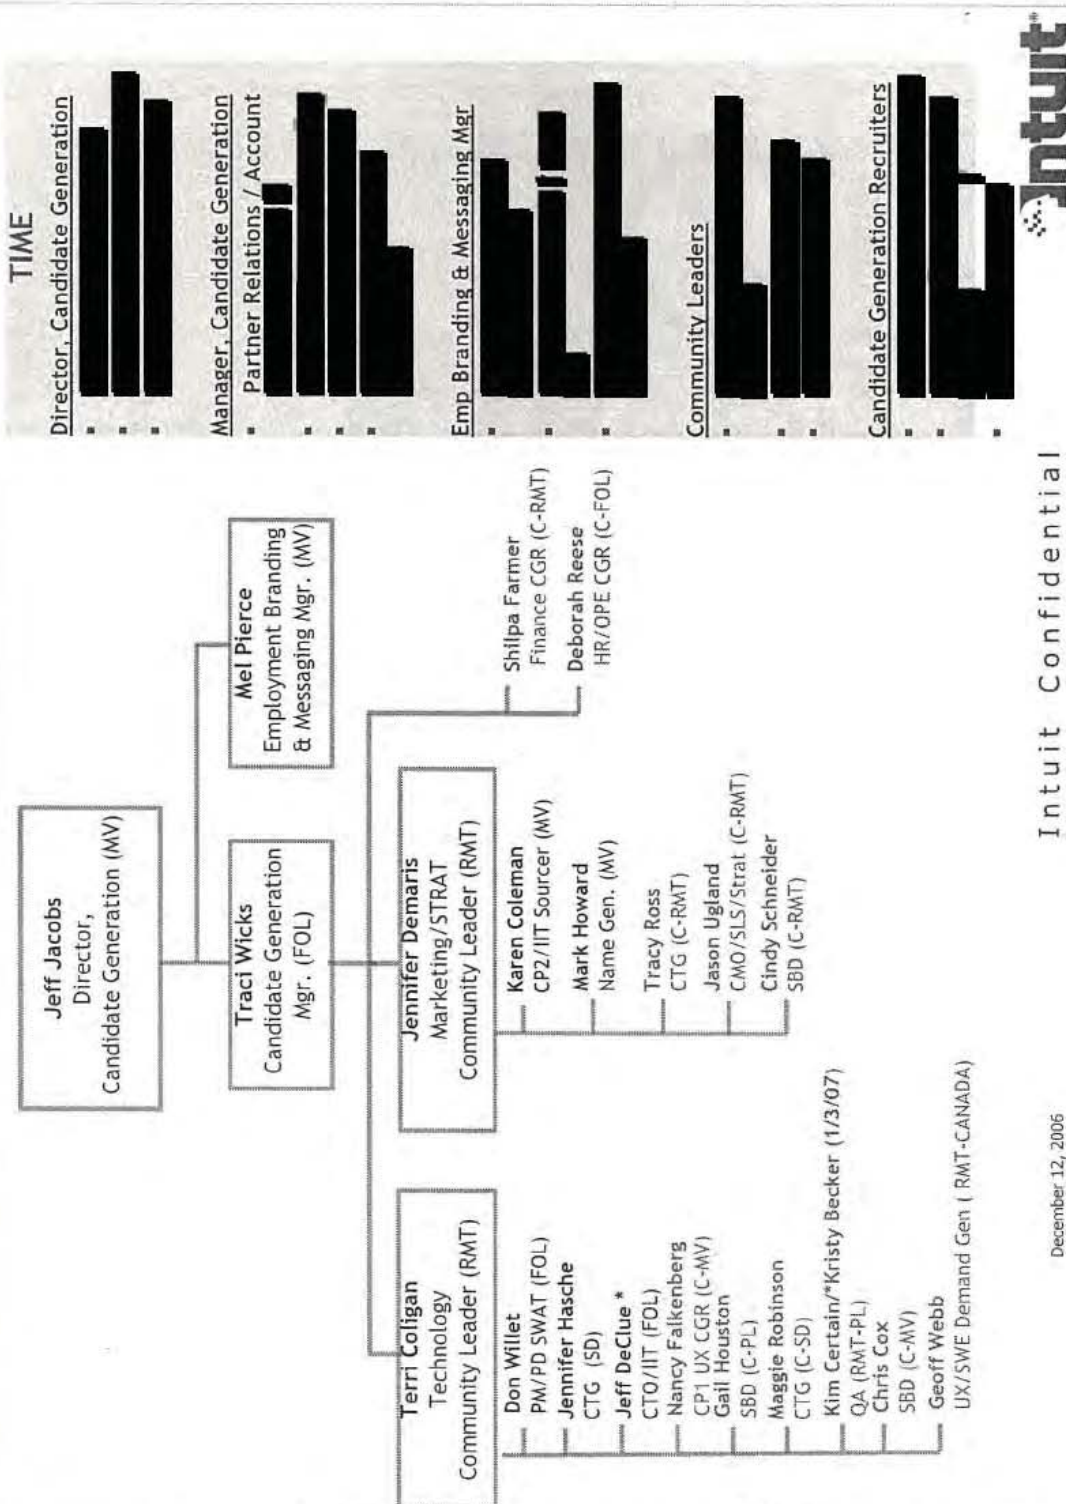 Jeff Jacobs
Director,
Candidate Generation (MV)
Traci Wicks
Candidate Generation
Mgr. (FOL)
Mel Pierce
Employment Branding
& Messaging Mgr. (MV)
Terri Coligan
Technology
Community Leader (RMT)
Jennifer Demaris
Marketing/STRAT
Community Leader (RMT)
Don Willet
PM/PD SWAT (FOL)
Jennifer Hasche
CTG (SD)
Jeff DeClue *
CTO/IIT (FOL)
Nancy Falkenberg
CP1 UX CGR (C-MV)
Gail Houston
SBD (C-PL)
Maggie Robinson
CTG (C-SD)
Kim Certain/*Kristy Becker (1/3/07)
QA (RMT-PL)
Chris Cox
SBD (C-MV)
Geoff Webb
UX/SWE Demand Gen ( RMT-CANADA)
Karen Coleman
CP2/IIT Sourcer (MV)
Mark Howard
Name Gen. (MV)
Tracy Ross
CTG (C-RMT)
Jason Ugland
CMO/SLS/Strat (C-RMT)
Cindy Schneider
SBD (C-RMT)
Shilpa Farmer
Finance CGR (C-RMT)
Deborah Reese
HR/OPE CGR (C-FOL)
TIME
Director, Candidate Generation
Manager, Candidate Generation
Partner Relations / Account
Emp Branding & Messaging Mgr
Community Leaders
Candidate Generation Recruiters
December 12, 2006
Intuit Confidential
intuit®